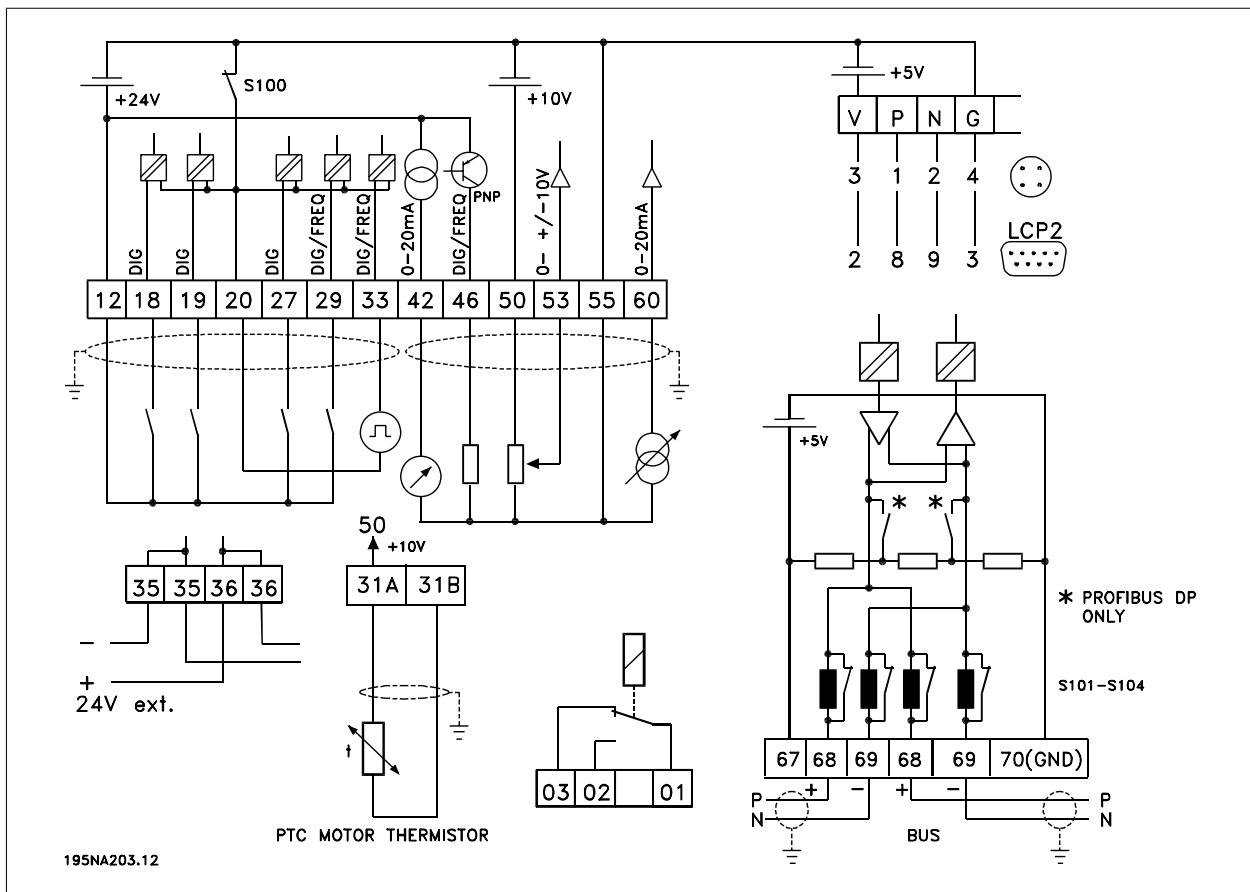 S100
+24V
+10V
+5V
V P N G
3 1 2 4
PNP
DIG
DIG
DIG
DIG/FREQ
DIG/FREQ
0-20mA
DIG/FREQ
0- +/-10V
0-20mA
LCP2
2 8 9 3
12 18 19 20 27 29 33 42 46 50 53 55 60
+5V
* *
50
+10V
35 35 36 36
31A 31B
* PROFIBUS DP
ONLY
-
+
24V ext.
S101-S104
t
67 68 69 68 69 70(GND)
03 02 01
+ - + -
P P
N N
PTC MOTOR THERMISTOR
BUS
195NA203.12